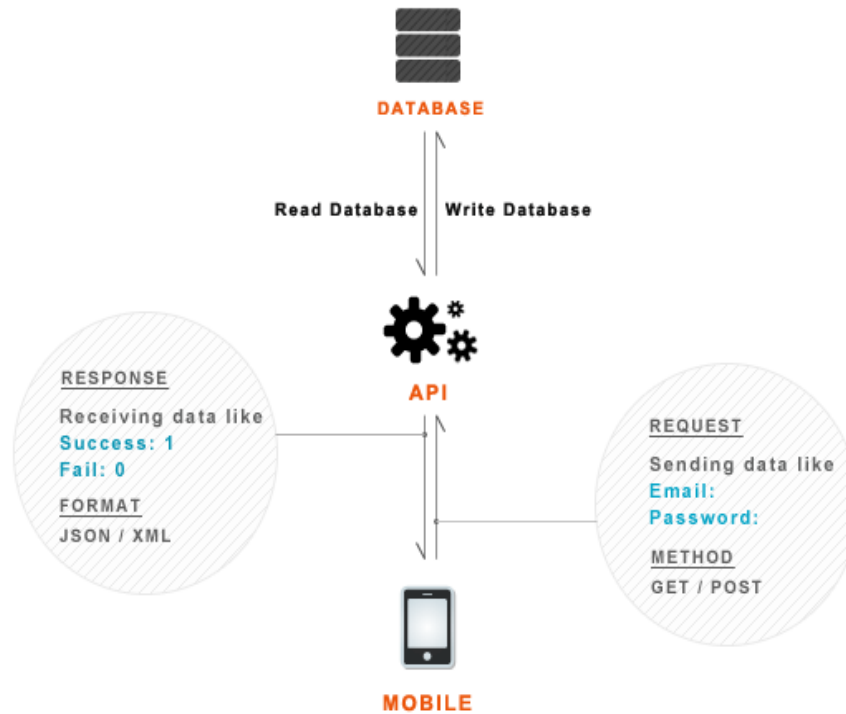 DATABASE
Read Database
Write Database
API
RESPONSE
Receiving data like
Success: 1
Fail: 0
FORMAT
JSON / XML
REQUEST
Sending data like
Email:
Password:
METHOD
GET / POST
MOBILE